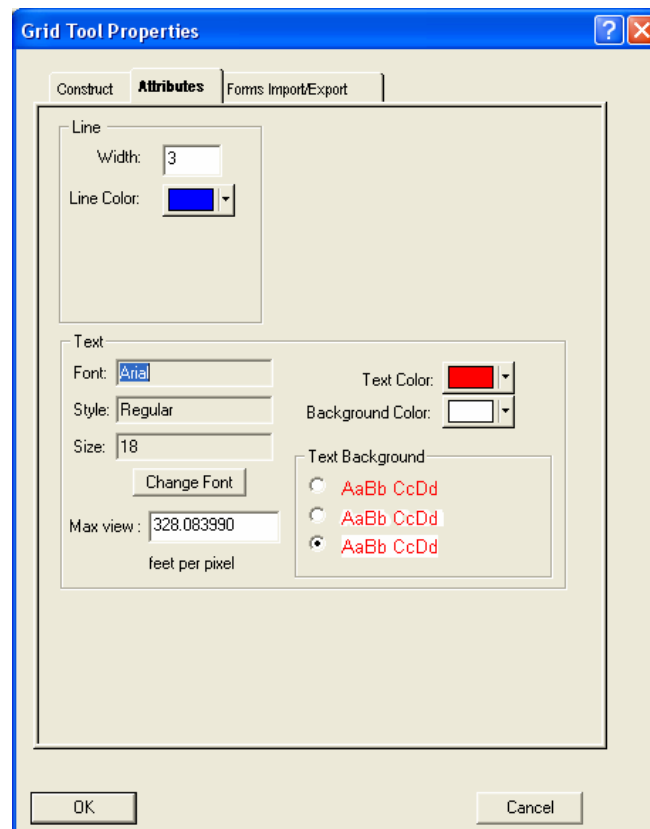 Grid Tool Properties
Construct Attributes Forms Import/Export
Line
Width: 3
Line Color:
Text
Font: Arial
Text Color:
Style: Regular
Background Color:
Size: 18
Text Background
Change Font
AaBb CcDd
Max view : 328.083990
AaBb CcDd
AaBb CcDd
feet per pixel
OK Cancel